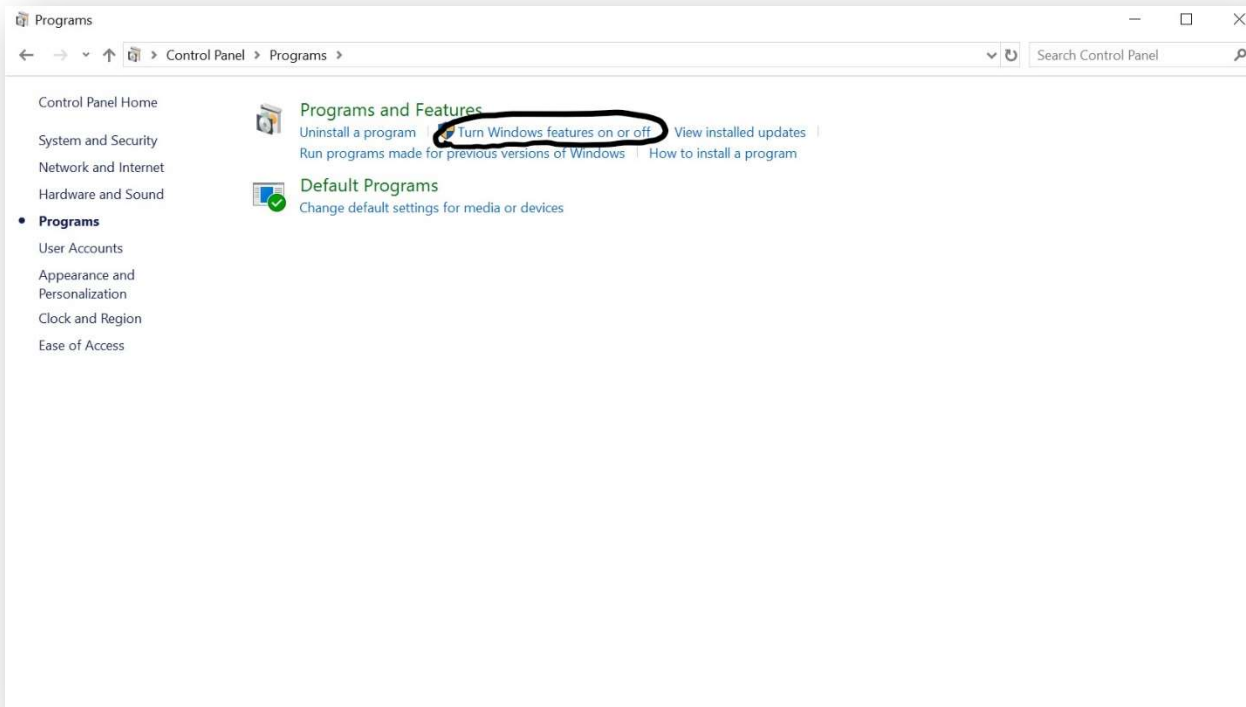 Programs
Control Panel > Programs >
Search Control Panel
Control Panel Home
System and Security
Network and Internet
Hardware and Sound
Programs
User Accounts
Appearance and
Personalization
Clock and Region
Ease of Access
Programs and Features
Uninstall a program
Turn Windows features on or off
View installed updates
Run programs made for previous versions of Windows
How to install a program
Default Programs
Change default settings for media or devices